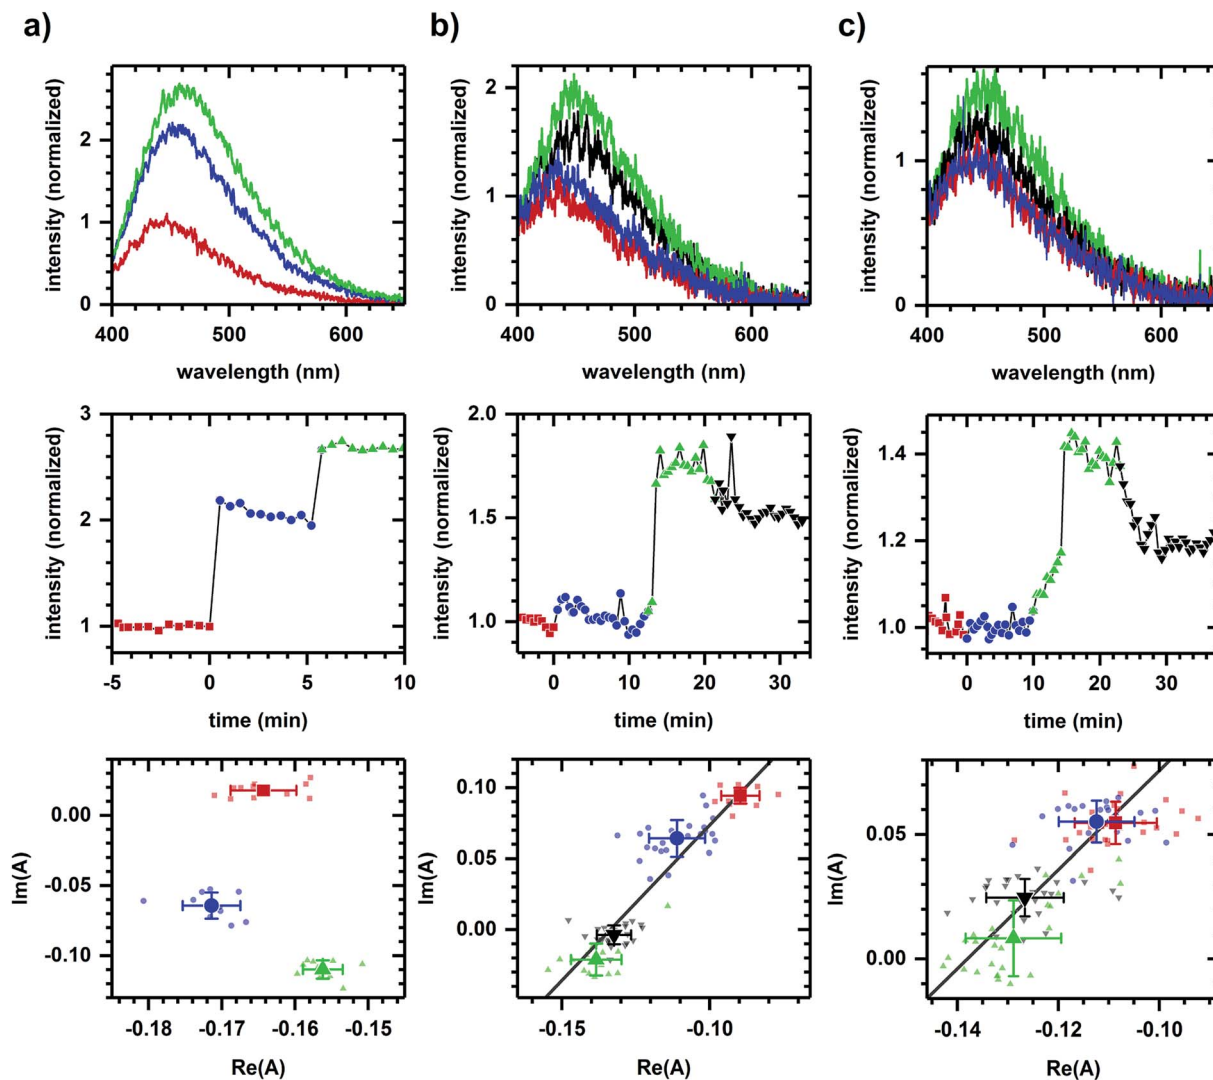 a)
b)
c)
intensity (normalized)
2
1
0
400
500
600
wavelength (nm)
intensity (normalized)
2
1
0
400
500
600
wavelength (nm)
intensity (normalized)
1
0
400
500
600
wavelength (nm)
intensity (normalized)
3
2
1
-5
0
5
10
time (min)
intensity (normalized)
2.0
1.5
1.0
0
10
20
30
time (min)
intensity (normalized)
1.4
1.2
1.0
0
10
20
30
time (min)
Im(A)
0.00
-0.05
-0.10
-0.18
-0.17
-0.16
-0.15
Re(A)
Im(A)
0.10
0.05
0.00
-0.15
-0.10
Re(A)
Im(A)
0.05
0.00
-0.14
-0.12
-0.10
Re(A)